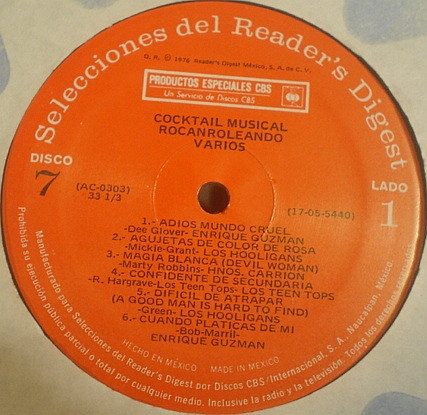 Selecciones del Reader's Digest
D. R. © 1976 Reader's Digest México, S. A. de C. V.
PRODUCTOS ESPECIALES CBS
Un Servicio de Discos CBS
COCKTAIL MUSICAL
ROCANROLEANDO
VARIOS
DISCO
7
LADO
1
(AC-0303)
33 1/3
(17-05-5440)
1.- ADIOS MUNDO CRUEL
-Dee Glover- ENRIQUE GUZMAN
2.- AGUJETAS DE COLOR DE ROSA
-Mickle-Grant- LOS HOOLIGANS
3.- MAGIA BLANCA (DEVIL WOMAN)
-Marty Robbins- HNOS. CARRION
4.- CONFIDENTE DE SECUNDARIA
-R. Hargrave-Los Teen Tops- LOS TEEN TOPS
5.- DIFICIL DE ATRAPAR
(A GOOD MAN IS HARD TO FIND)
-Green- LOS HOOLIGANS
6.- CUANDO PLATICAS DE MI
-Bob-Marril-
ENRIQUE GUZMAN
HECHO EN MÉXICO - MADE IN MEXICO
Manufacturado para Selecciones del Reader's Digest por Discos CBS/Internacional, S. A., Naucalpan, México.
Prohibida su ejecución pública parcial o total por cualquier medio. Inclusive la radio y la televisión. Todos los derechos